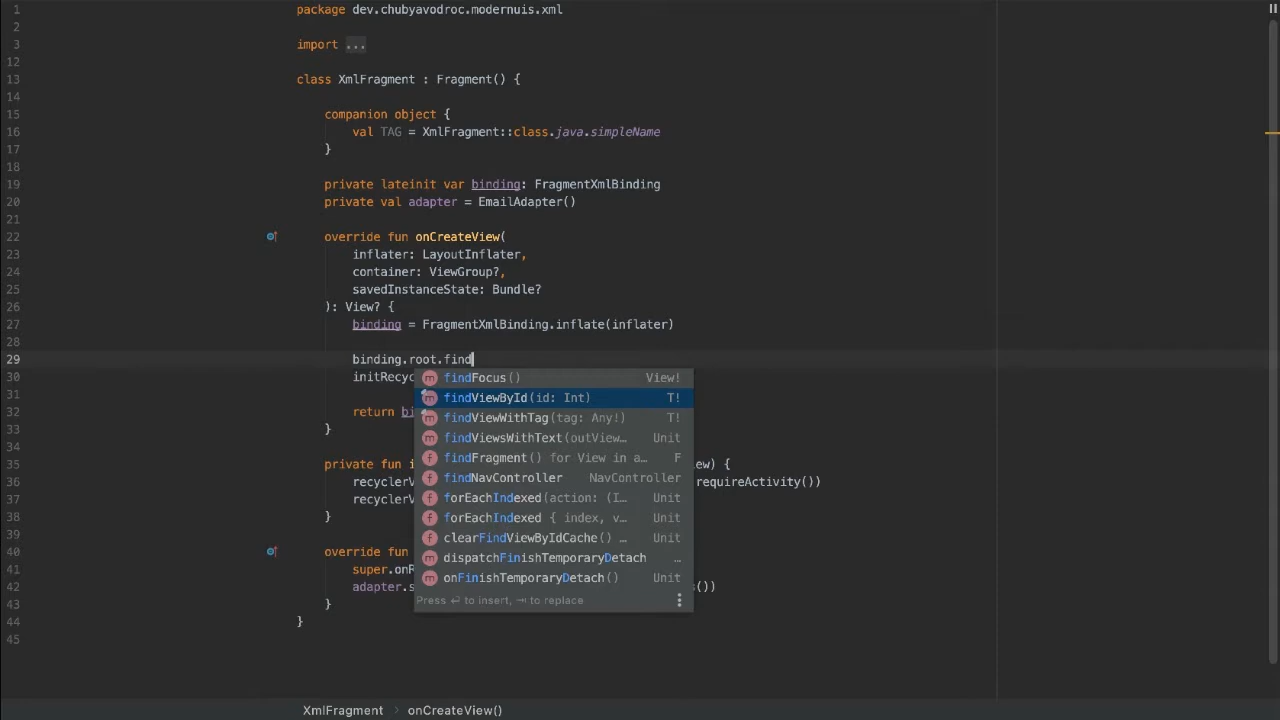 1 package dev.chubyavodroc.modernuis.xml
2
3 import ...
12
13 class XmlFragment : Fragment() {
14
15 companion object {
16 val TAG = XmlFragment::class.java.simpleName
17 }
18
19 private lateinit var binding: FragmentXmlBinding
20 private val adapter = EmailAdapter()
21
22 override fun onCreateView(
23 inflater: LayoutInflater,
24 container: ViewGroup?,
25 savedInstanceState: Bundle?
26 ): View? {
27 binding = FragmentXmlBinding.inflate(inflater)
28
29 binding.root.find
30 initRecyc
findFocus() View!
findViewById(id: Int) T!
findViewWithTag(tag: Any!) T!
findViewsWithText(outView… Unit
findFragment() for View in a… F
findNavController NavController
forEachIndexed(action: (I… Unit
forEachIndexed { index, v… Unit
clearFindViewByIdCache() … Unit
dispatchFinishTemporaryDetach …
onFinishTemporaryDetach() Unit
Press ↵ to insert, ⇥ to replace
31
32 return bi
33 }
34
35 private fun i ew) {
36 recyclerV requireActivity())
37 recyclerV
38 }
39
40 override fun
41 super.onR
42 adapter.s s())
43 }
44 }
45
XmlFragment > onCreateView()